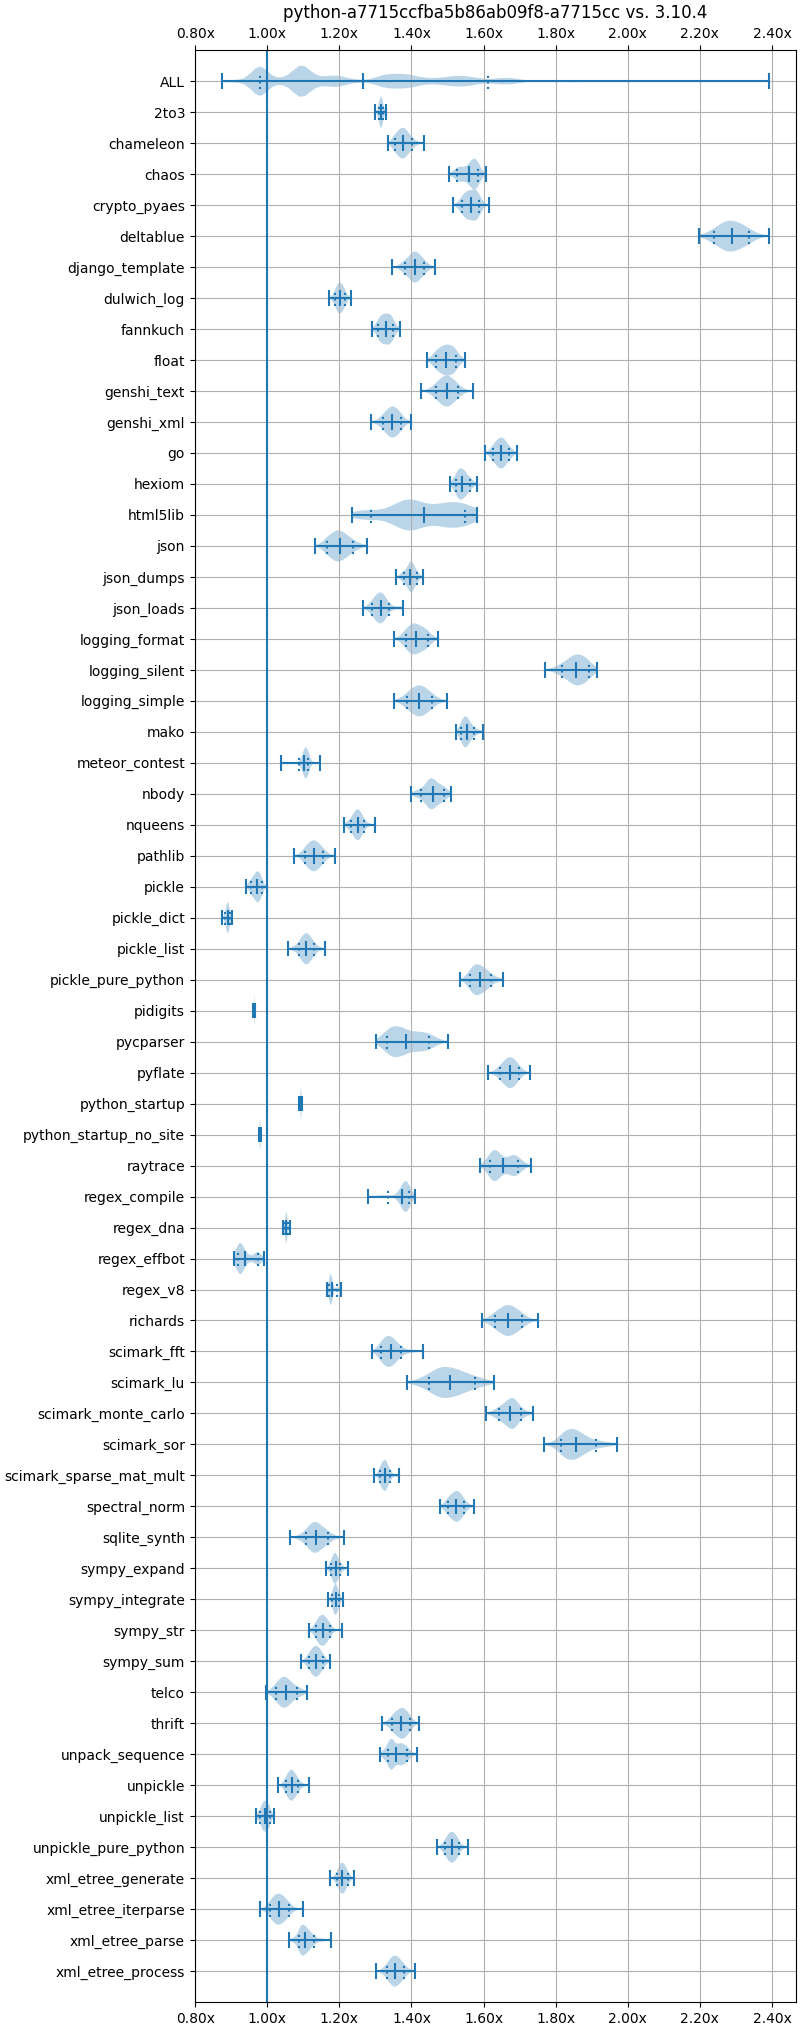 python-a7715ccfba5b86ab09f8-a7715cc vs. 3.10.4
0.80x 1.00x 1.20x 1.40x 1.60x 1.80x 2.00x 2.20x 2.40x
ALL
2to3
chameleon
chaos
crypto_pyaes
deltablue
django_template
dulwich_log
fannkuch
float
genshi_text
genshi_xml
go
hexiom
html5lib
json
json_dumps
json_loads
logging_format
logging_silent
logging_simple
mako
meteor_contest
nbody
nqueens
pathlib
pickle
pickle_dict
pickle_list
pickle_pure_python
pidigits
pycparser
pyflate
python_startup
python_startup_no_site
raytrace
regex_compile
regex_dna
regex_effbot
regex_v8
richards
scimark_fft
scimark_lu
scimark_monte_carlo
scimark_sor
scimark_sparse_mat_mult
spectral_norm
sqlite_synth
sympy_expand
sympy_integrate
sympy_str
sympy_sum
telco
thrift
unpack_sequence
unpickle
unpickle_list
unpickle_pure_python
xml_etree_generate
xml_etree_iterparse
xml_etree_parse
xml_etree_process
0.80x 1.00x 1.20x 1.40x 1.60x 1.80x 2.00x 2.20x 2.40x